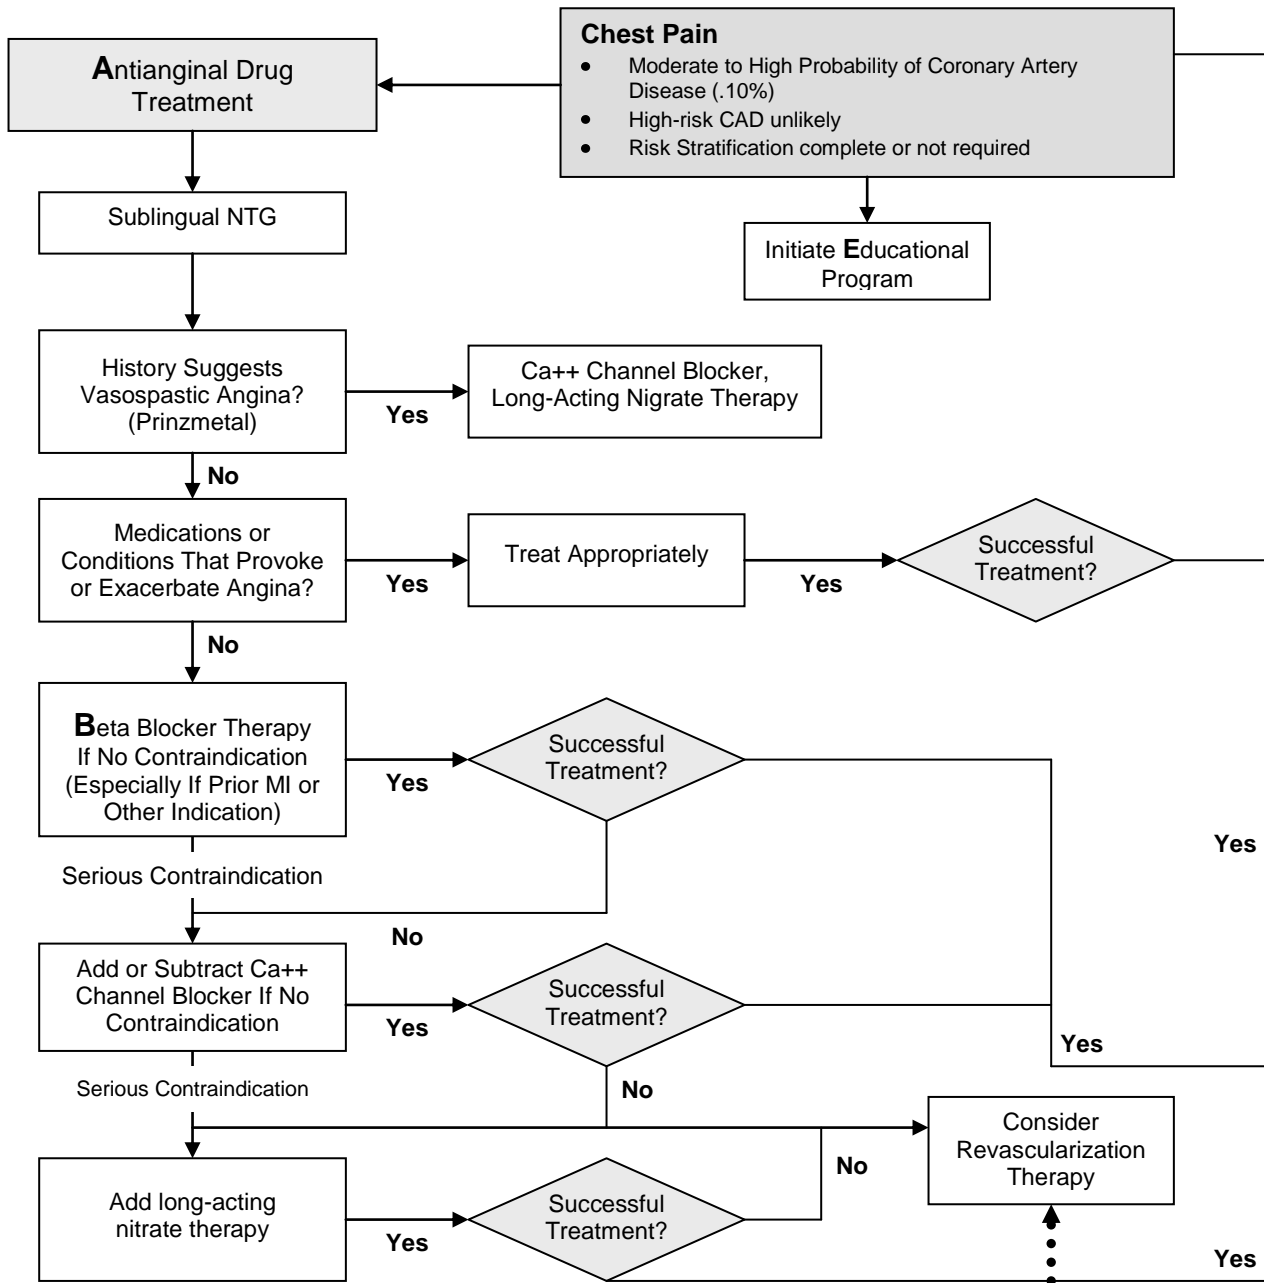 Chest Pain
• Moderate to High Probability of Coronary Artery
Disease (.10%)
• High-risk CAD unlikely
• Risk Stratification complete or not required
Antianginal Drug
Treatment
Sublingual NTG
Initiate Educational
Program
History Suggests
Vasospastic Angina?
(Prinzmetal)
Yes
Ca++ Channel Blocker,
Long-Acting Nigrate Therapy
No
Medications or
Conditions That Provoke
or Exacerbate Angina?
Yes
Treat Appropriately
Yes
Successful
Treatment?
No
Beta Blocker Therapy
If No Contraindication
(Especially If Prior MI or
Other Indication)
Yes
Successful
Treatment?
Yes
Serious Contraindication
No
Add or Subtract Ca++
Channel Blocker If No
Contraindication
Yes
Successful
Treatment?
Yes
Serious Contraindication
No
Consider
Revascularization
Therapy
Add long-acting
nitrate therapy
Yes
Successful
Treatment?
No
Yes